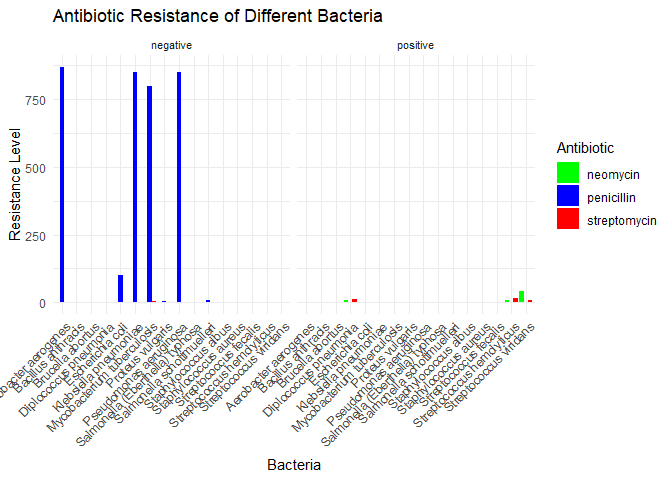 Antibiotic Resistance of Different Bacteria
negative
positive
Resistance Level
750
500
250
0
Antibiotic
neomycin
penicillin
streptomycin
obacter aerogenes
Bacillus anthracis
Brucella abortus
Diplococcus pneumonia
Escherichia coli
Klebsiella pneumoniae
Mycobacterium tuberculosis
Proteus vulgaris
Pseudomonas aeruginosa
Salmonella (Eberthella) typhosa
Salmonella schottmuelleri
Staphylococcus albus
Staphylococcus aureus
Streptococcus fecalis
Streptococcus hemolyticus
Streptococcus viridans
Aerobacter aerogenes
Bacillus anthracis
Brucella abortus
Diplococcus pneumonia
Escherichia coli
Klebsiella pneumoniae
Mycobacterium tuberculosis
Proteus vulgaris
Pseudomonas aeruginosa
Salmonella (Eberthella) typhosa
Salmonella schottmuelleri
Staphylococcus albus
Staphylococcus aureus
Streptococcus fecalis
Streptococcus hemolyticus
Streptococcus viridans
Bacteria